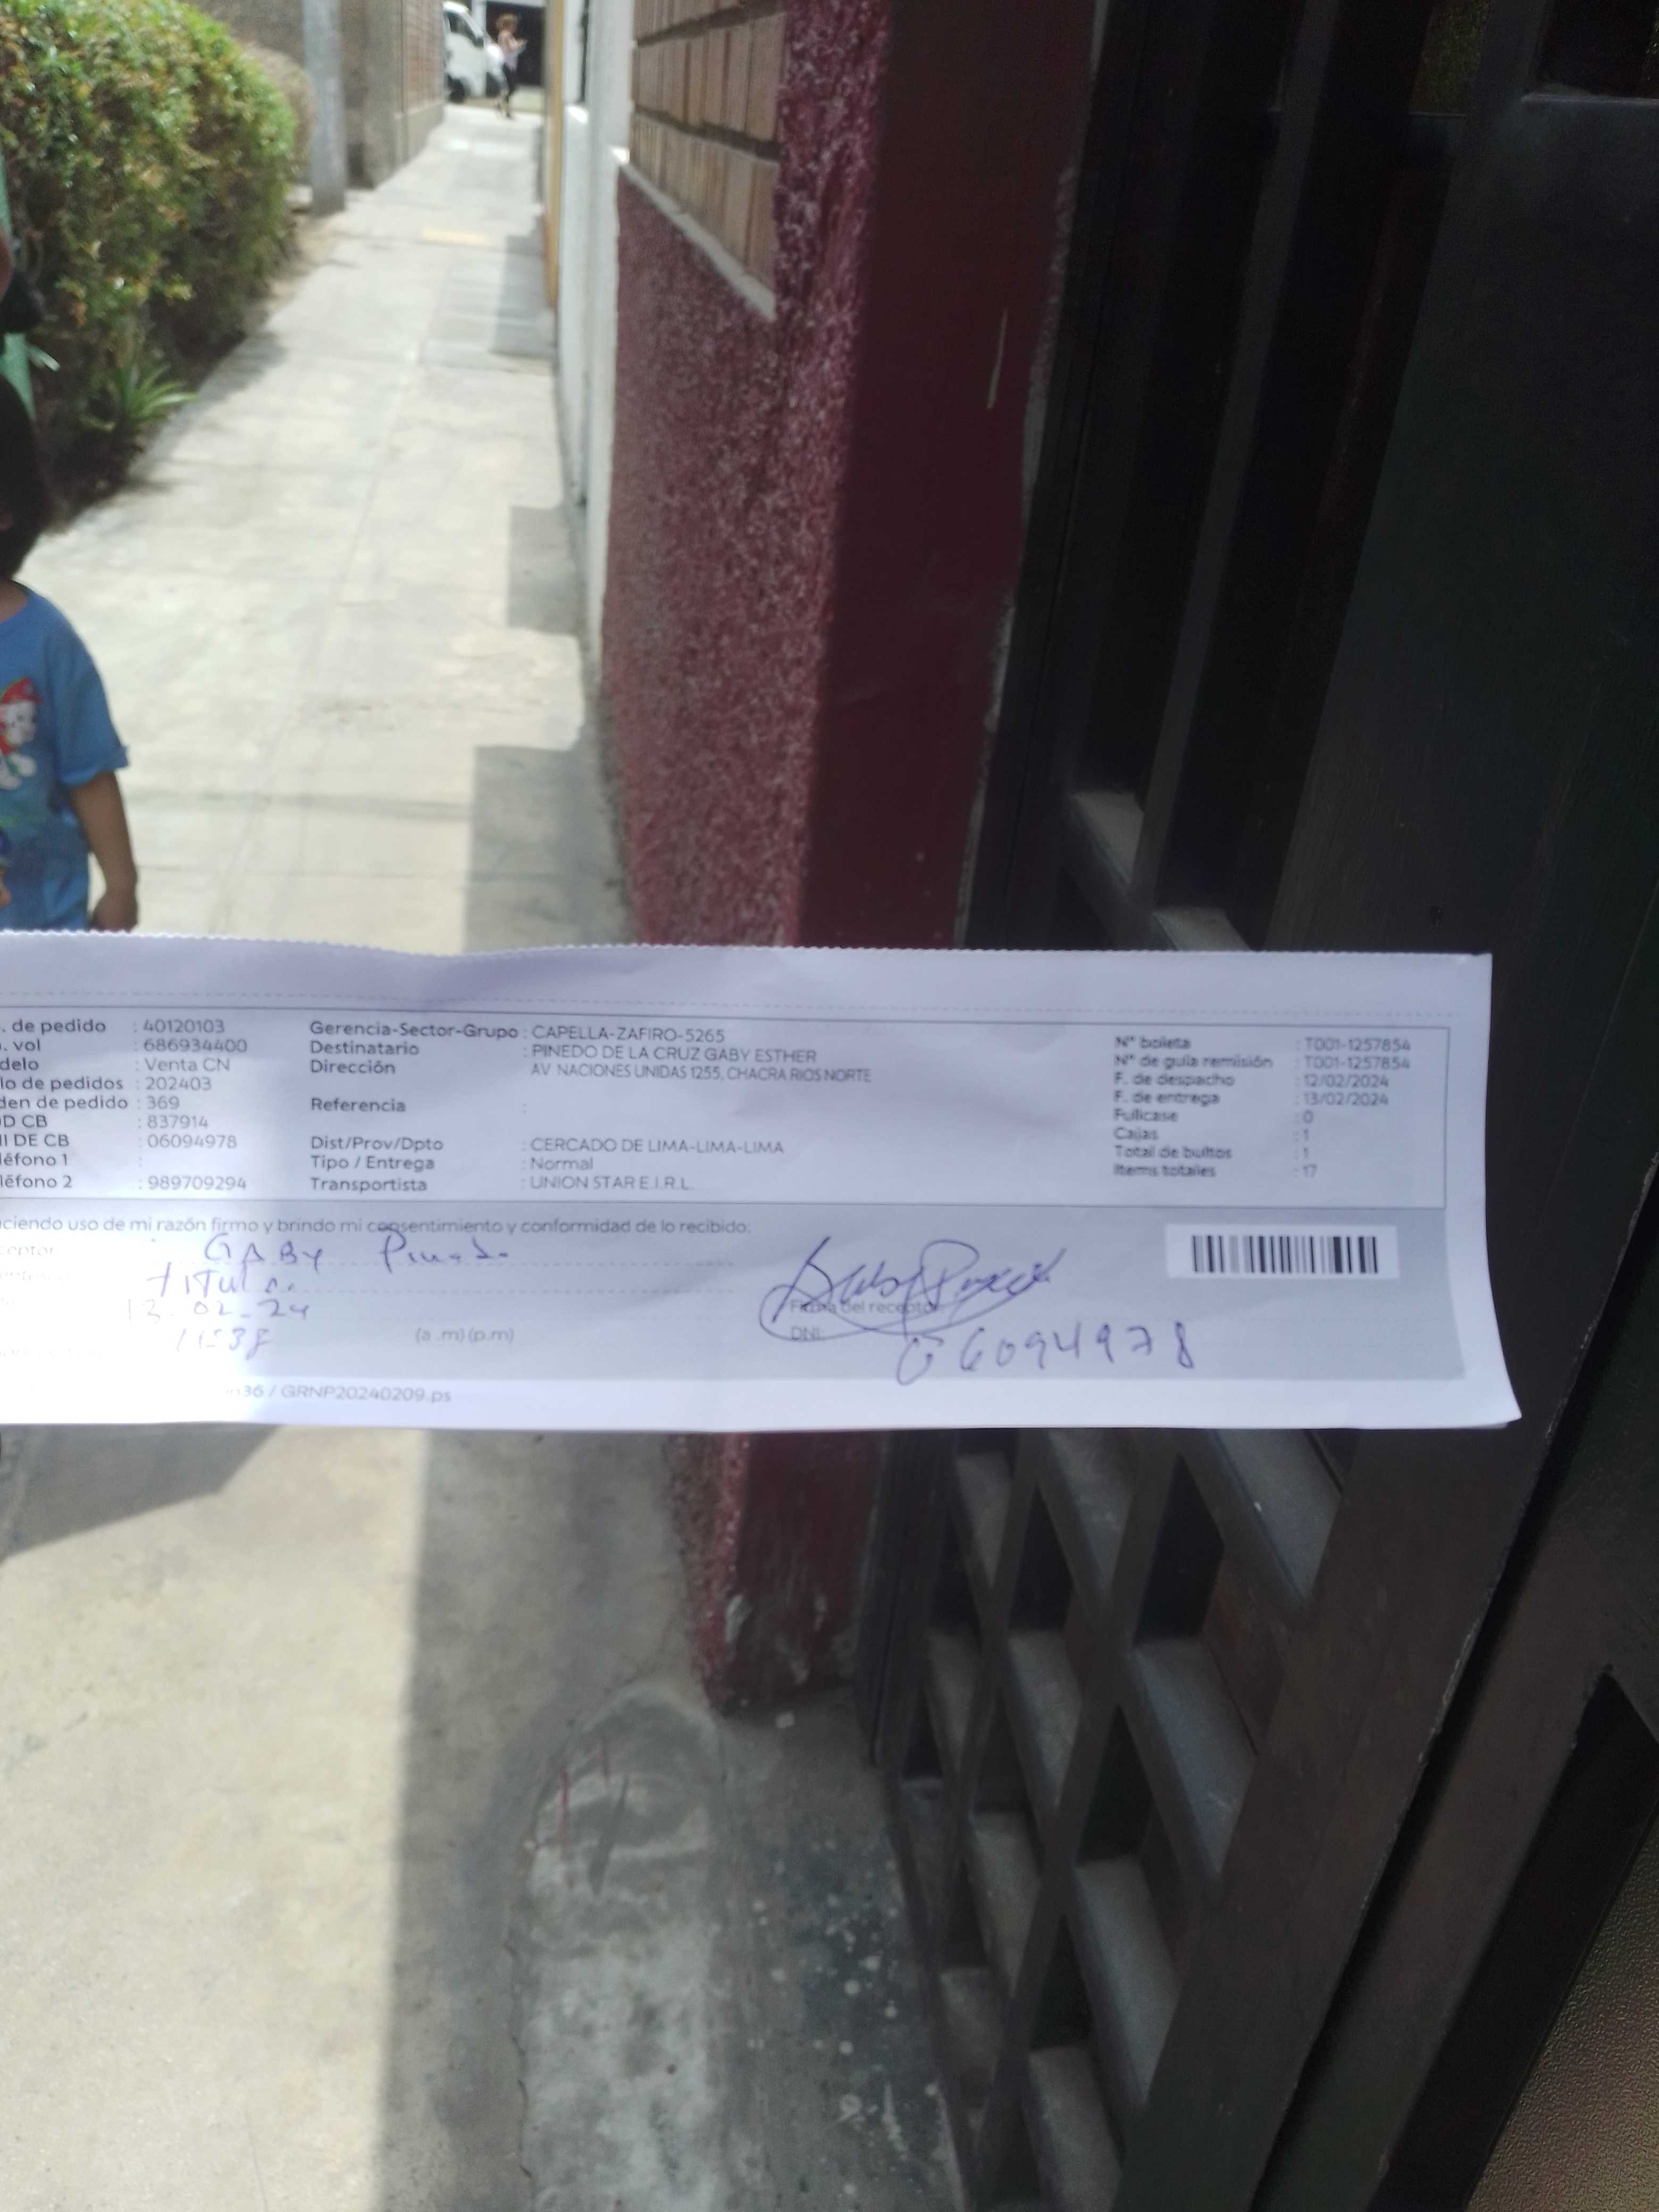 . de pedido : 40120103
. vol : 686934400
delo : Venta CN
lo de pedidos : 202403
den de pedido : 369
D CB : 837914
I DE CB : 06094978
léfono 1 :
léfono 2 : 989709294
Gerencia-Sector-Grupo : CAPELLA-ZAFIRO-5265
Destinatario : PINEDO DE LA CRUZ GABY ESTHER
Dirección AV NACIONES UNIDAS 1255, CHACRA RIOS NORTE
Referencia :
Dist/Prov/Dpto : CERCADO DE LIMA-LIMA-LIMA
Tipo / Entrega : Normal
Transportista : UNION STAR E.I.R.L.
N° boleta : T001-1257854
N° de guía remisión : T001-1257854
F. de despacho : 12/02/2024
F. de entrega : 13/02/2024
Fullcase : 0
Cajas : 1
Total de bultos : 1
Items totales : 17
ciendo uso de mi razón firmo y brindo mi consentimiento y conformidad de lo recibido:
ceptor GABY
13-02-24
(a .m) (p.m)
Firma del receptor
DNI: 06094978
36 / GRNP20240209.ps